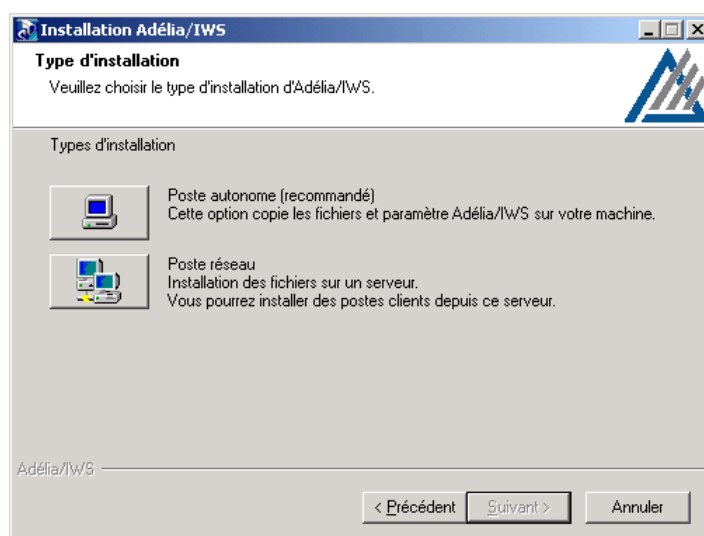 Installation Adélia/IWS
Type d'installation
Veuillez choisir le type d'installation d'Adélia/IWS.
Types d'installation
Poste autonome (recommandé)
Cette option copie les fichiers et paramètre Adélia/IWS sur votre machine.
Poste réseau
Installation des fichiers sur un serveur.
Vous pourrez installer des postes clients depuis ce serveur.
Adélia/IWS
< Précédent
Suivant >
Annuler